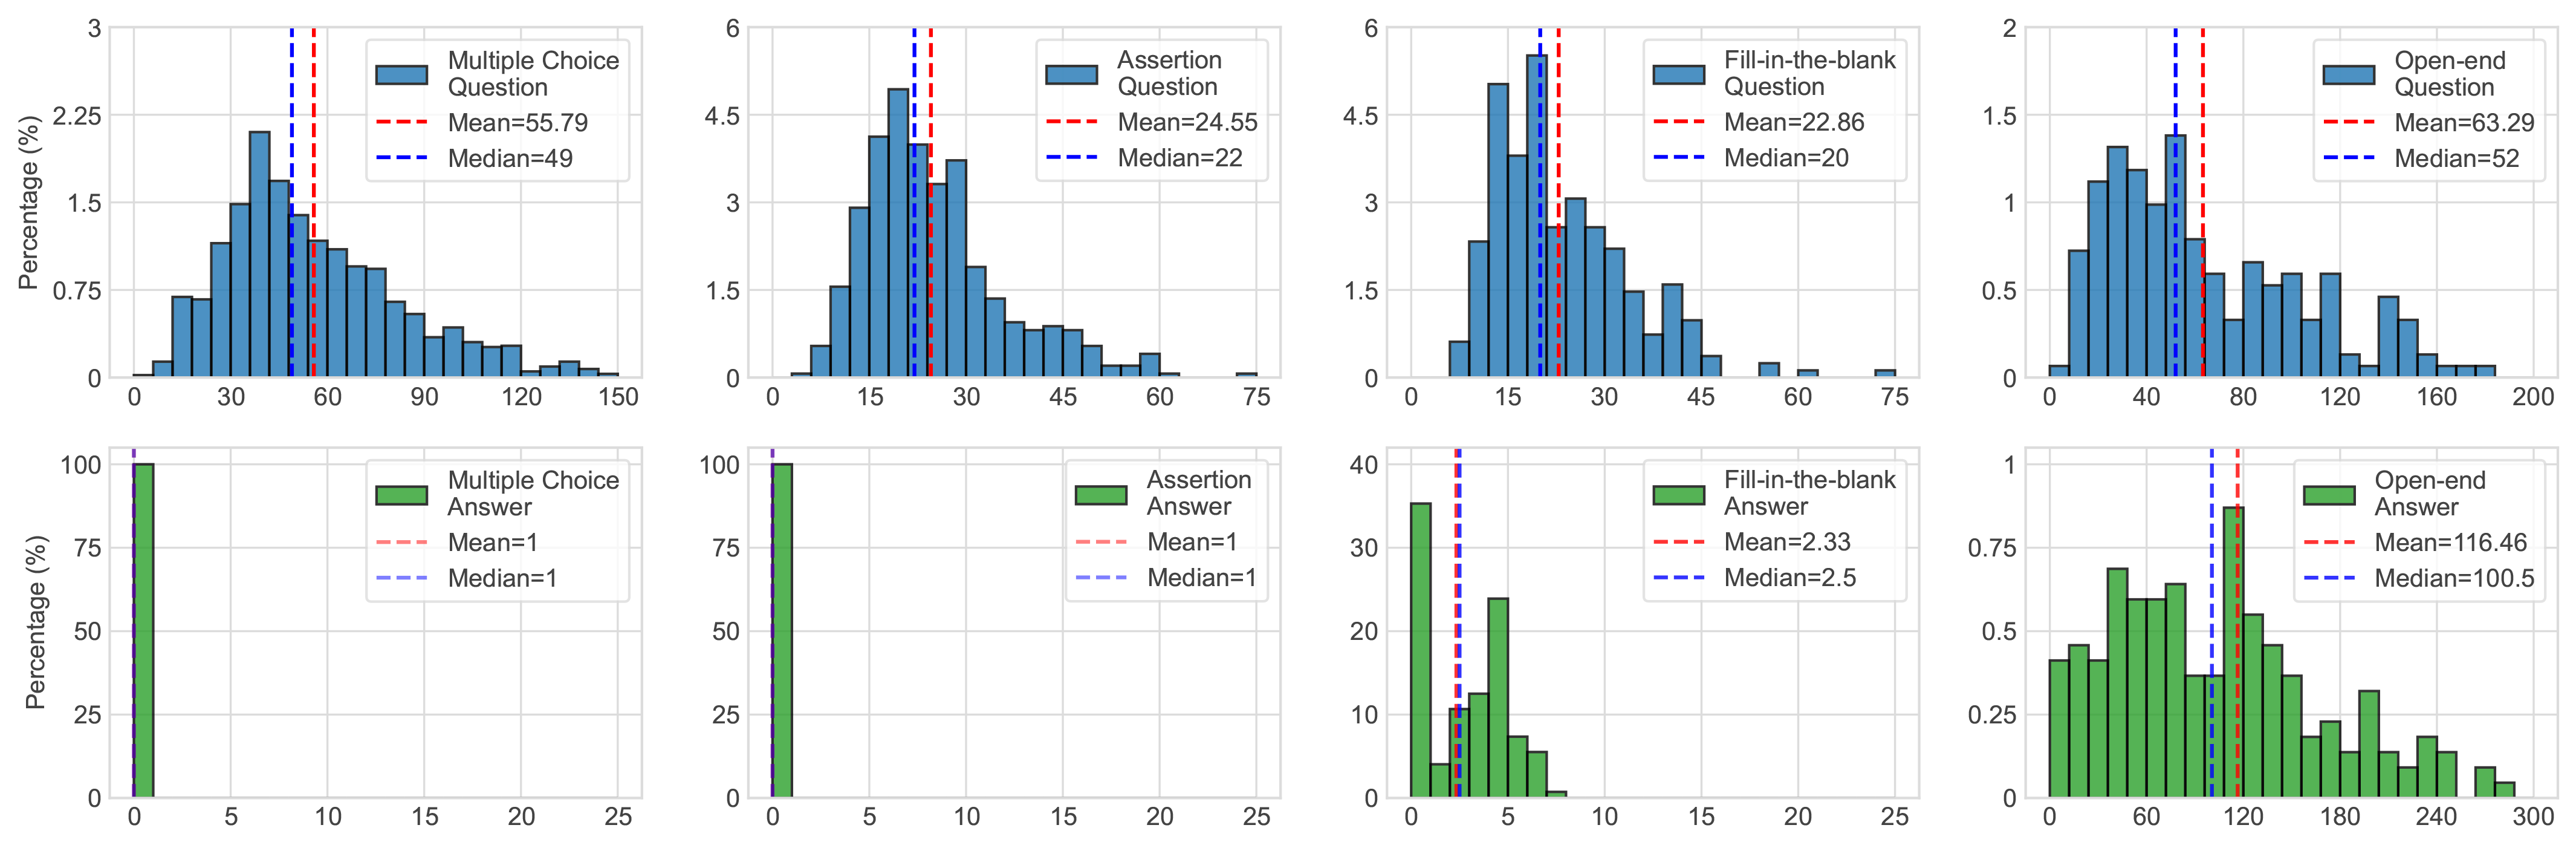 Percentage (%)
3
2.25
1.5
0.75
0
0 30 60 90 120 150
Multiple Choice
Question
Mean=55.79
Median=49
6
4.5
3
1.5
0
0 15 30 45 60 75
Assertion
Question
Mean=24.55
Median=22
6
4.5
3
1.5
0
0 15 30 45 60 75
Fill-in-the-blank
Question
Mean=22.86
Median=20
2
1.5
1
0.5
0
0 40 80 120 160 200
Open-end
Question
Mean=63.29
Median=52
Percentage (%)
100
75
50
25
0
0 5 10 15 20 25
Multiple Choice
Answer
Mean=1
Median=1
100
75
50
25
0
0 5 10 15 20 25
Assertion
Answer
Mean=1
Median=1
40
30
20
10
0
0 5 10 15 20 25
Fill-in-the-blank
Answer
Mean=2.33
Median=2.5
1
0.75
0.5
0.25
0
0 60 120 180 240 300
Open-end
Answer
Mean=116.46
Median=100.5